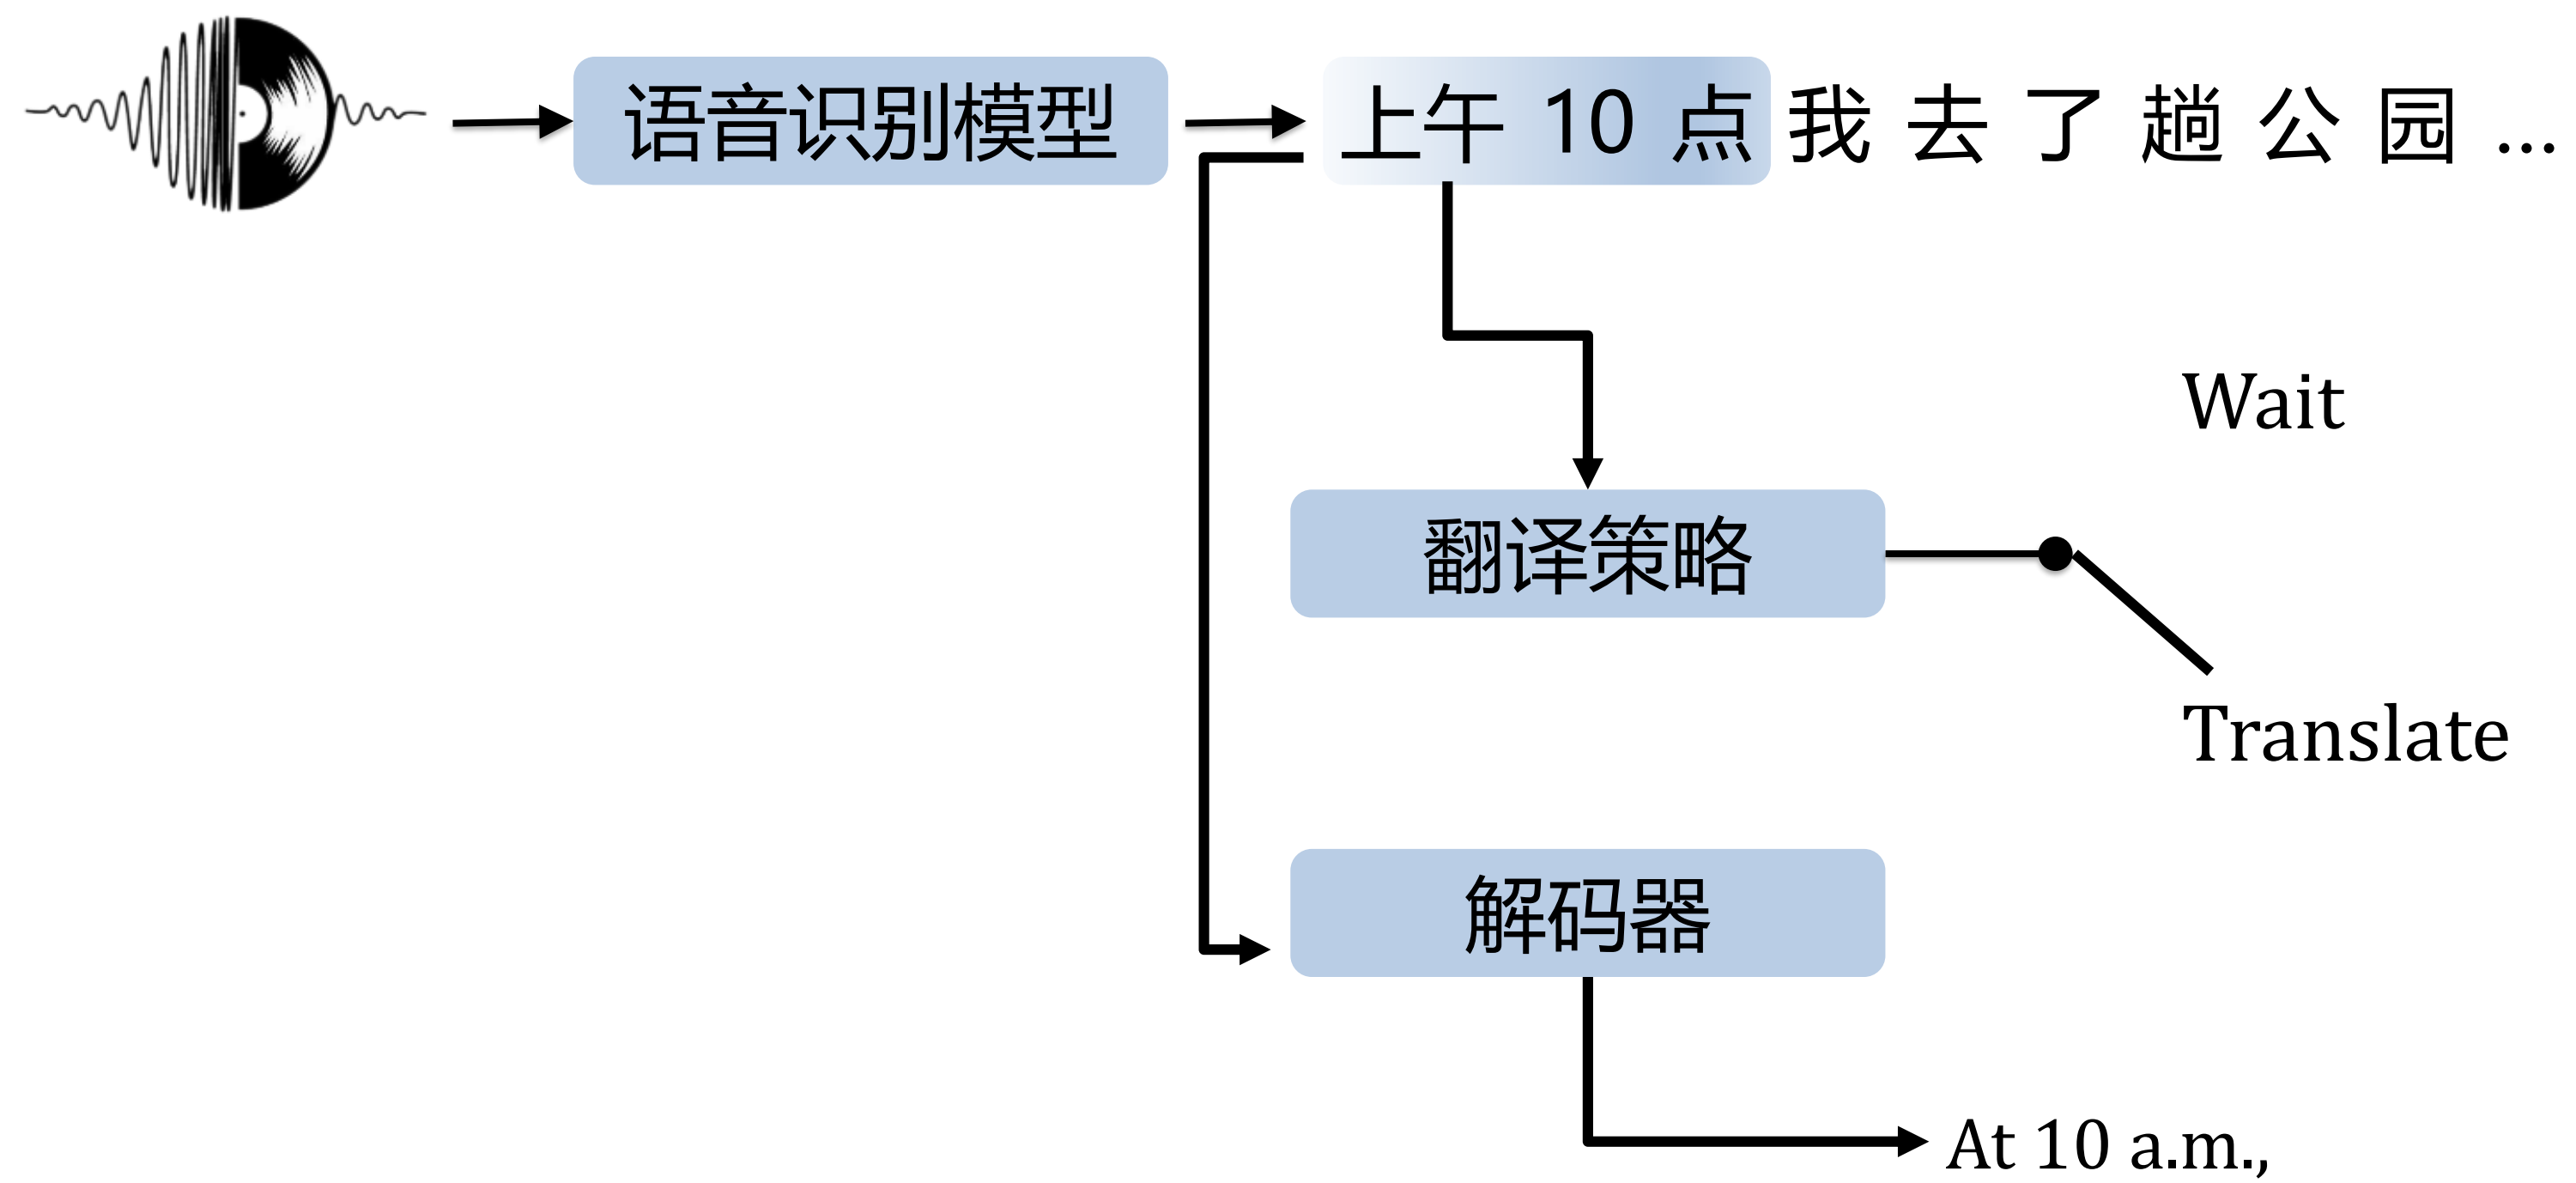 语音识别模型
上午 10 点 我 去 了 趟 公 园 ...
Wait
翻译策略
Translate
解码器
At 10 a.m.,